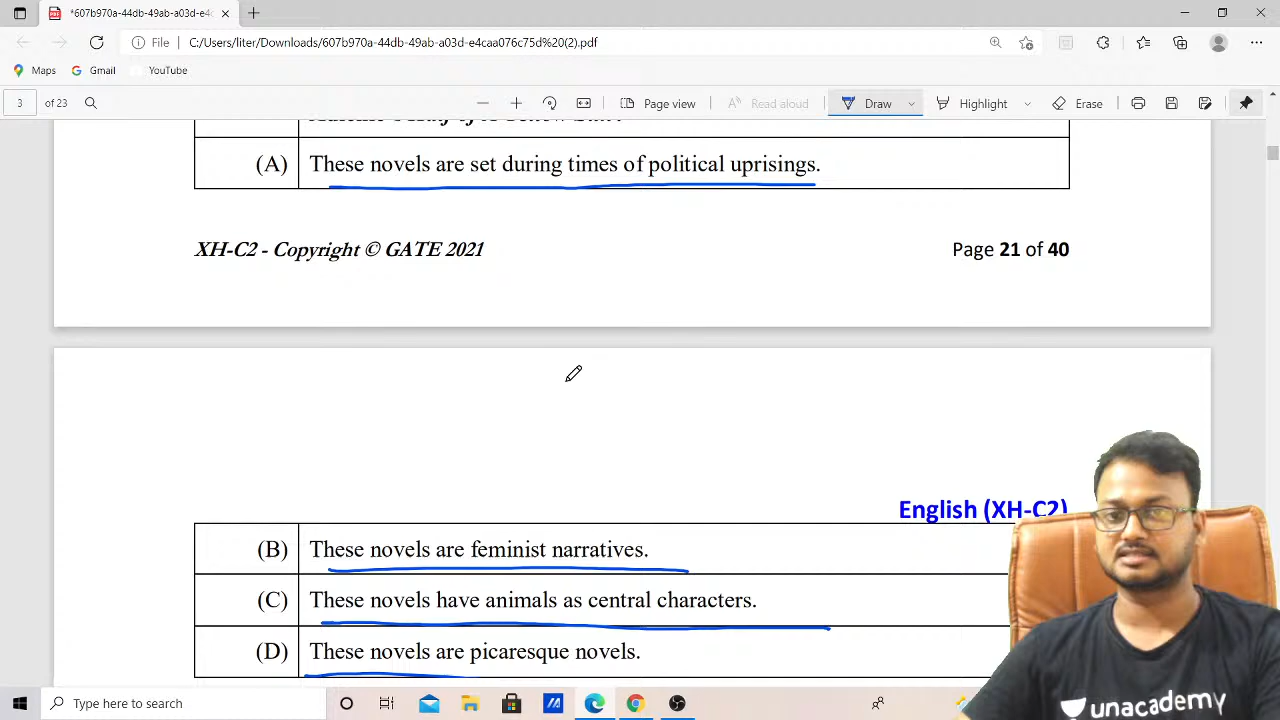 *607b970a-44db-49ab-a03d-e4c
File
C:/Users/liter/Downloads/607b970a-44db-49ab-a03d-e4caa076c75d%20(2).pdf
Maps
Gmail
YouTube
3
of 23
Page view
Read aloud
Draw
Highlight
Erase
(A)
These novels are set during times of political uprisings.
XH-C2 - Copyright © GATE 2021
Page 21 of 40
English (XH-C2)
(B)
These novels are feminist narratives.
(C)
These novels have animals as central characters.
(D)
These novels are picaresque novels.
Type here to search
unacademy